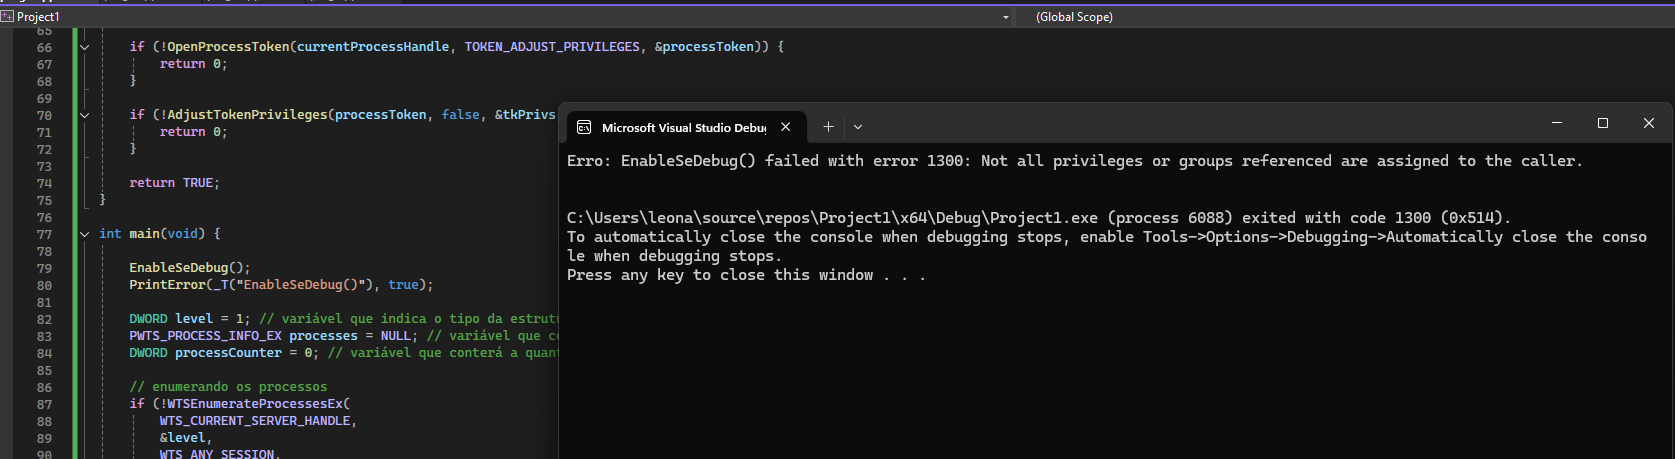 Project1
(Global Scope)
65
66 if (!OpenProcessToken(currentProcessHandle, TOKEN_ADJUST_PRIVILEGES, &processToken)) {
67 return 0;
68 }
69
70 if (!AdjustTokenPrivileges(processToken, false, &tkPrivs
71 return 0;
72 }
73
74 return TRUE;
75 }
76
77 int main(void) {
78
79 EnableSeDebug();
80 PrintError(_T("EnableSeDebug()"), true);
81
82 DWORD level = 1; // variável que indica o tipo da estrutu
83 PWTS_PROCESS_INFO_EX processes = NULL; // variável que co
84 DWORD processCounter = 0; // variável que conterá a quant
85
86 // enumerando os processos
87 if (!WTSEnumerateProcessesEx(
88 WTS_CURRENT_SERVER_HANDLE,
89 &level,
90 WTS_ANY_SESSION,
Microsoft Visual Studio Debug
Erro: EnableSeDebug() failed with error 1300: Not all privileges or groups referenced are assigned to the caller.
C:\Users\leona\source\repos\Project1\x64\Debug\Project1.exe (process 6088) exited with code 1300 (0x514).
To automatically close the console when debugging stops, enable Tools->Options->Debugging->Automatically close the conso
le when debugging stops.
Press any key to close this window . . .